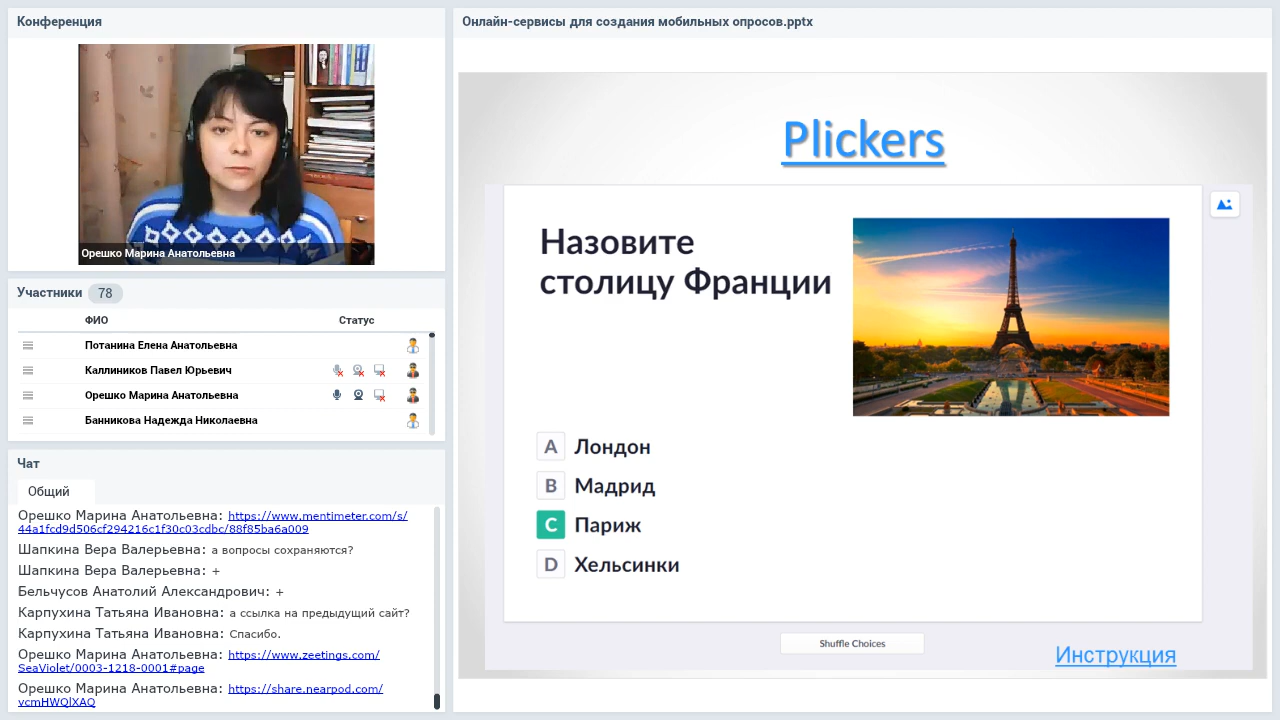 Конференция
Орешко Марина Анатольевна
Участники 78
ФИО Статус
Потанина Елена Анатольевна
Каллиников Павел Юрьевич
Орешко Марина Анатольевна
Банникова Надежда Николаевна
Чат
Общий
Орешко Марина Анатольевна: https://www.mentimeter.com/s/
44a1fcd9d506cf294216c1f30c03cdbc/88f85ba6a009
Шапкина Вера Валерьевна: а вопросы сохраняются?
Шапкина Вера Валерьевна: +
Бельчусов Анатолий Александрович: +
Карпухина Татьяна Ивановна: а ссылка на предыдущий сайт?
Карпухина Татьяна Ивановна: Спасибо.
Орешко Марина Анатольевна: https://www.zeetings.com/
SeaViolet/0003-1218-0001#page
Орешко Марина Анатольевна: https://share.nearpod.com/
vcmHWQlXAQ
Онлайн-сервисы для создания мобильных опросов.pptx
Plickers
Назовите
столицу Франции
A Лондон
B Мадрид
C Париж
D Хельсинки
Shuffle Choices
Инструкция